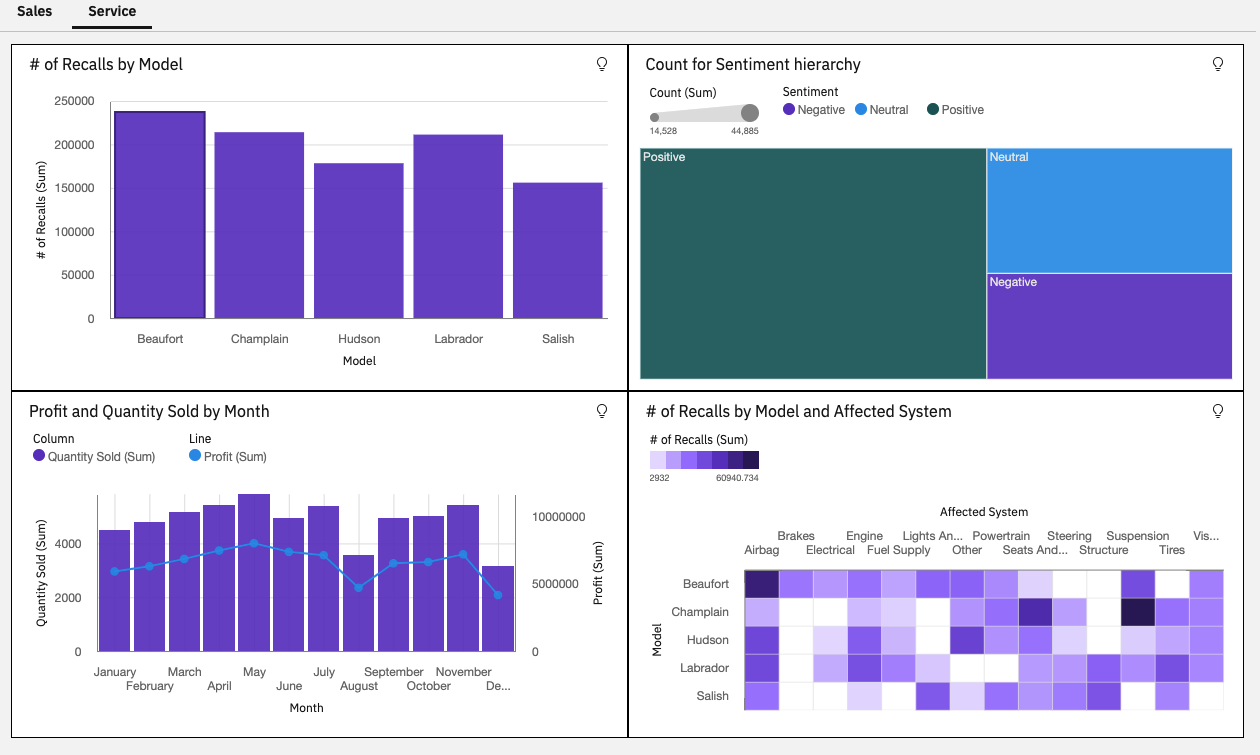 Sales Service
# of Recalls by Model
# of Recalls (Sum)
250000
200000
150000
100000
50000
0
Beaufort Champlain Hudson Labrador Salish
Model
Count for Sentiment hierarchy
Count (Sum)
14,528 44,885
Sentiment
Negative Neutral Positive
Positive
Neutral
Negative
Profit and Quantity Sold by Month
Column
Quantity Sold (Sum)
Line
Profit (Sum)
Quantity Sold (Sum)
4000
2000
0
10000000
5000000
0
Profit (Sum)
January March May July September November
February April June August October De...
Month
# of Recalls by Model and Affected System
# of Recalls (Sum)
2932 60940.734
Affected System
Brakes Engine Lights An... Powertrain Steering Suspension Vis...
Airbag Electrical Fuel Supply Other Seats And... Structure Tires
Model
Beaufort
Champlain
Hudson
Labrador
Salish